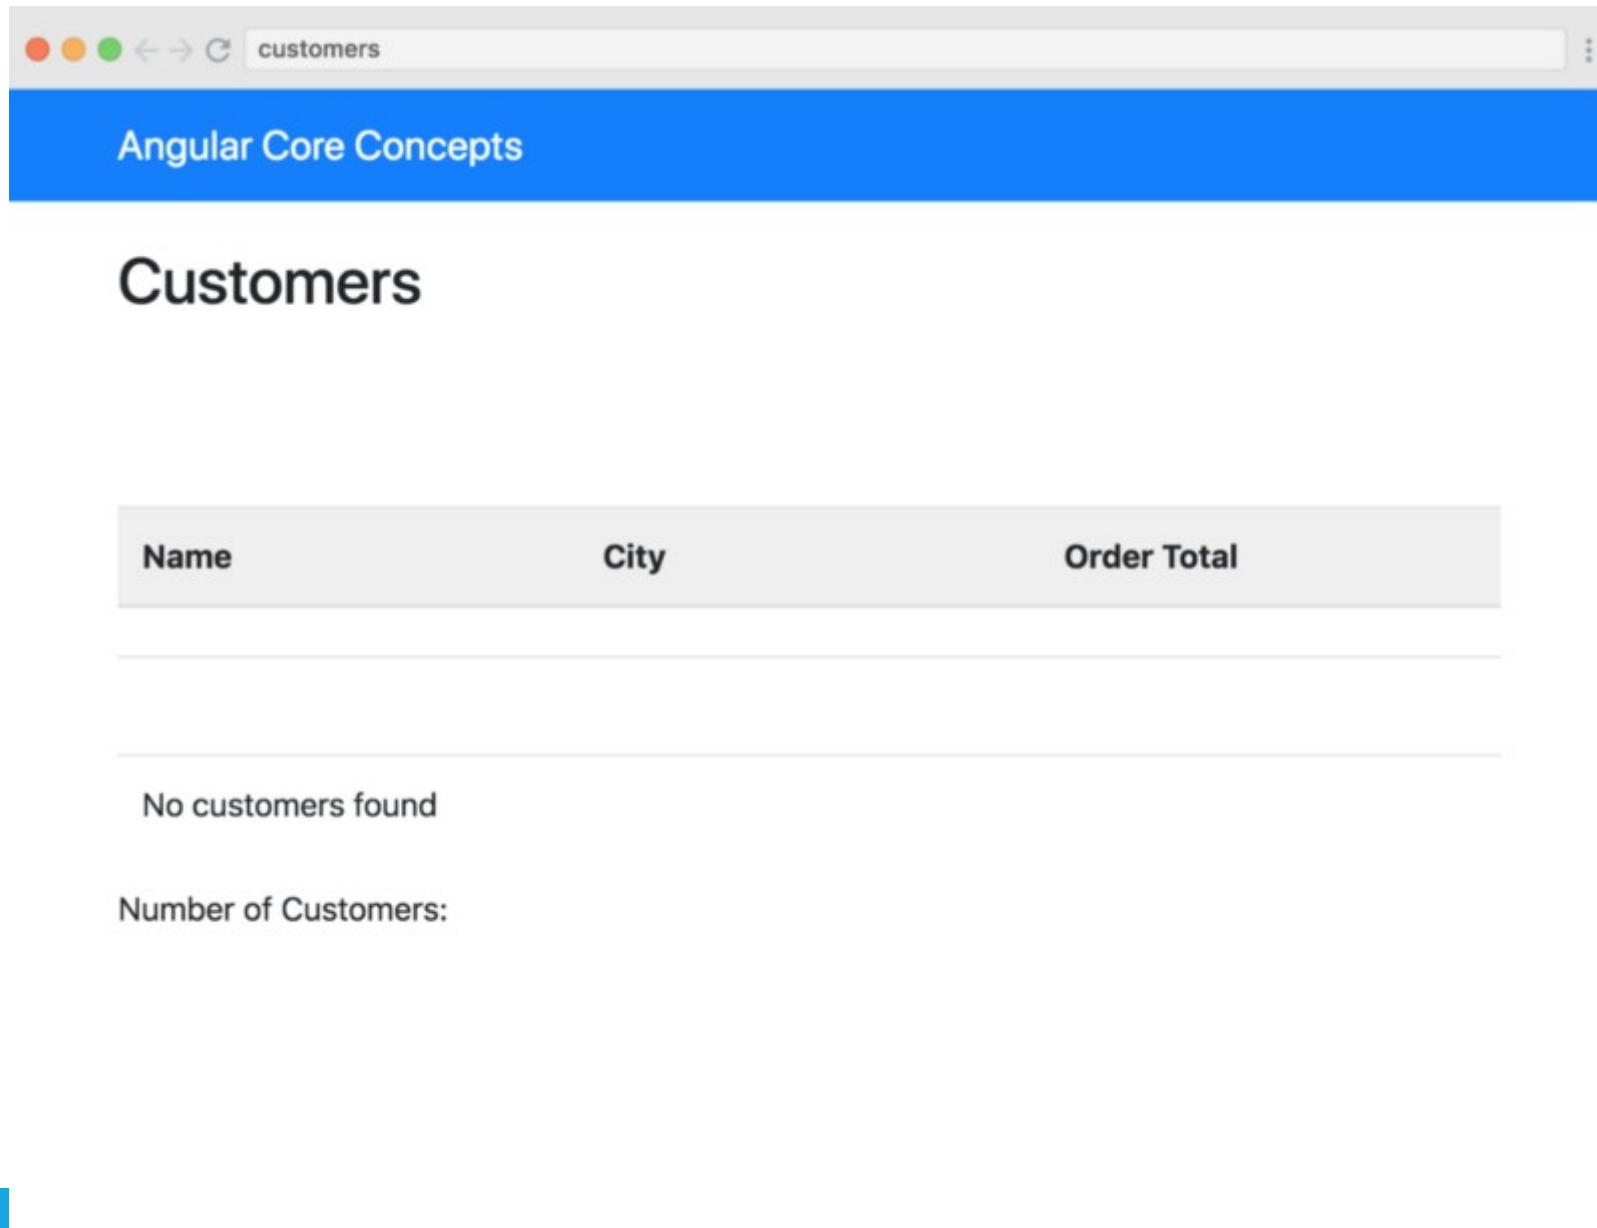 customers
Angular Core Concepts
Customers
Name City Order Total
No customers found
Number of Customers: